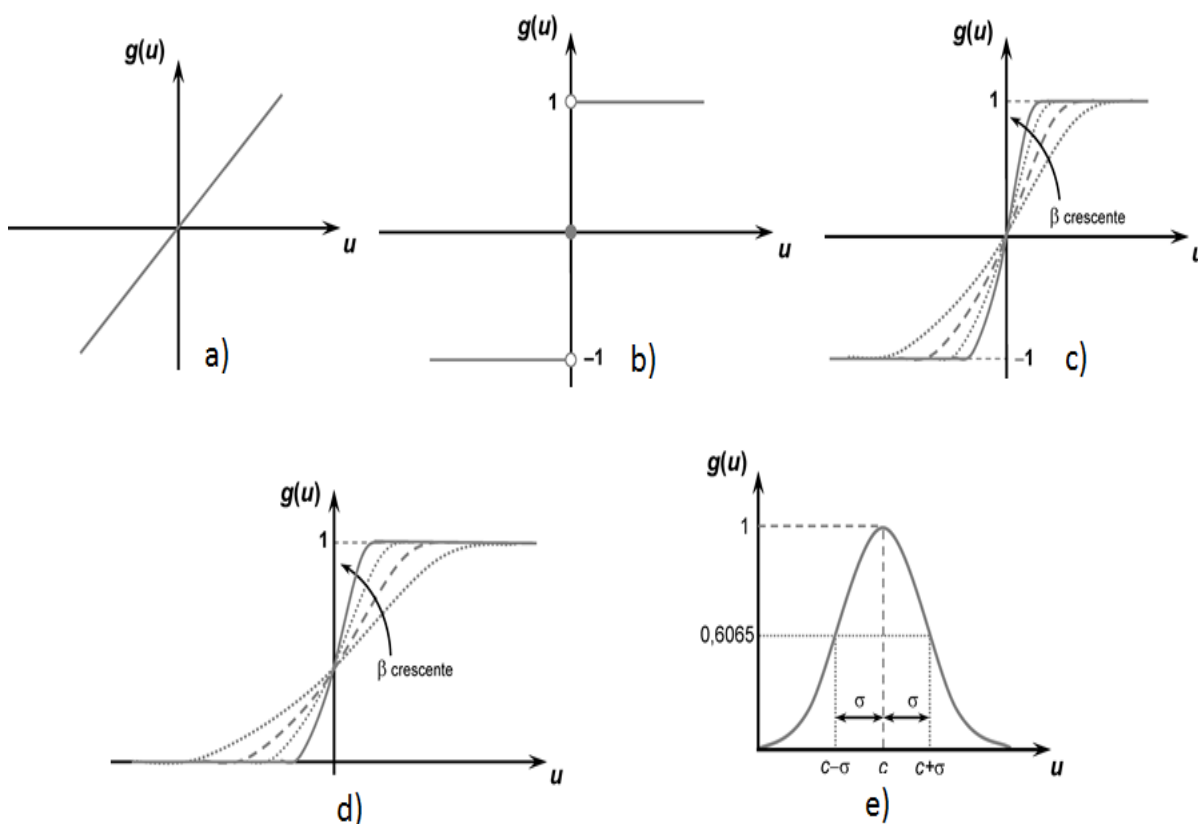 g(u)
u
a)
g(u)
1
–1
u
b)
g(u)
1
β crescente
–1
u
c)
g(u)
1
β crescente
u
d)
g(u)
1
0,6065
σ σ
c–σ c c+σ
u
e)